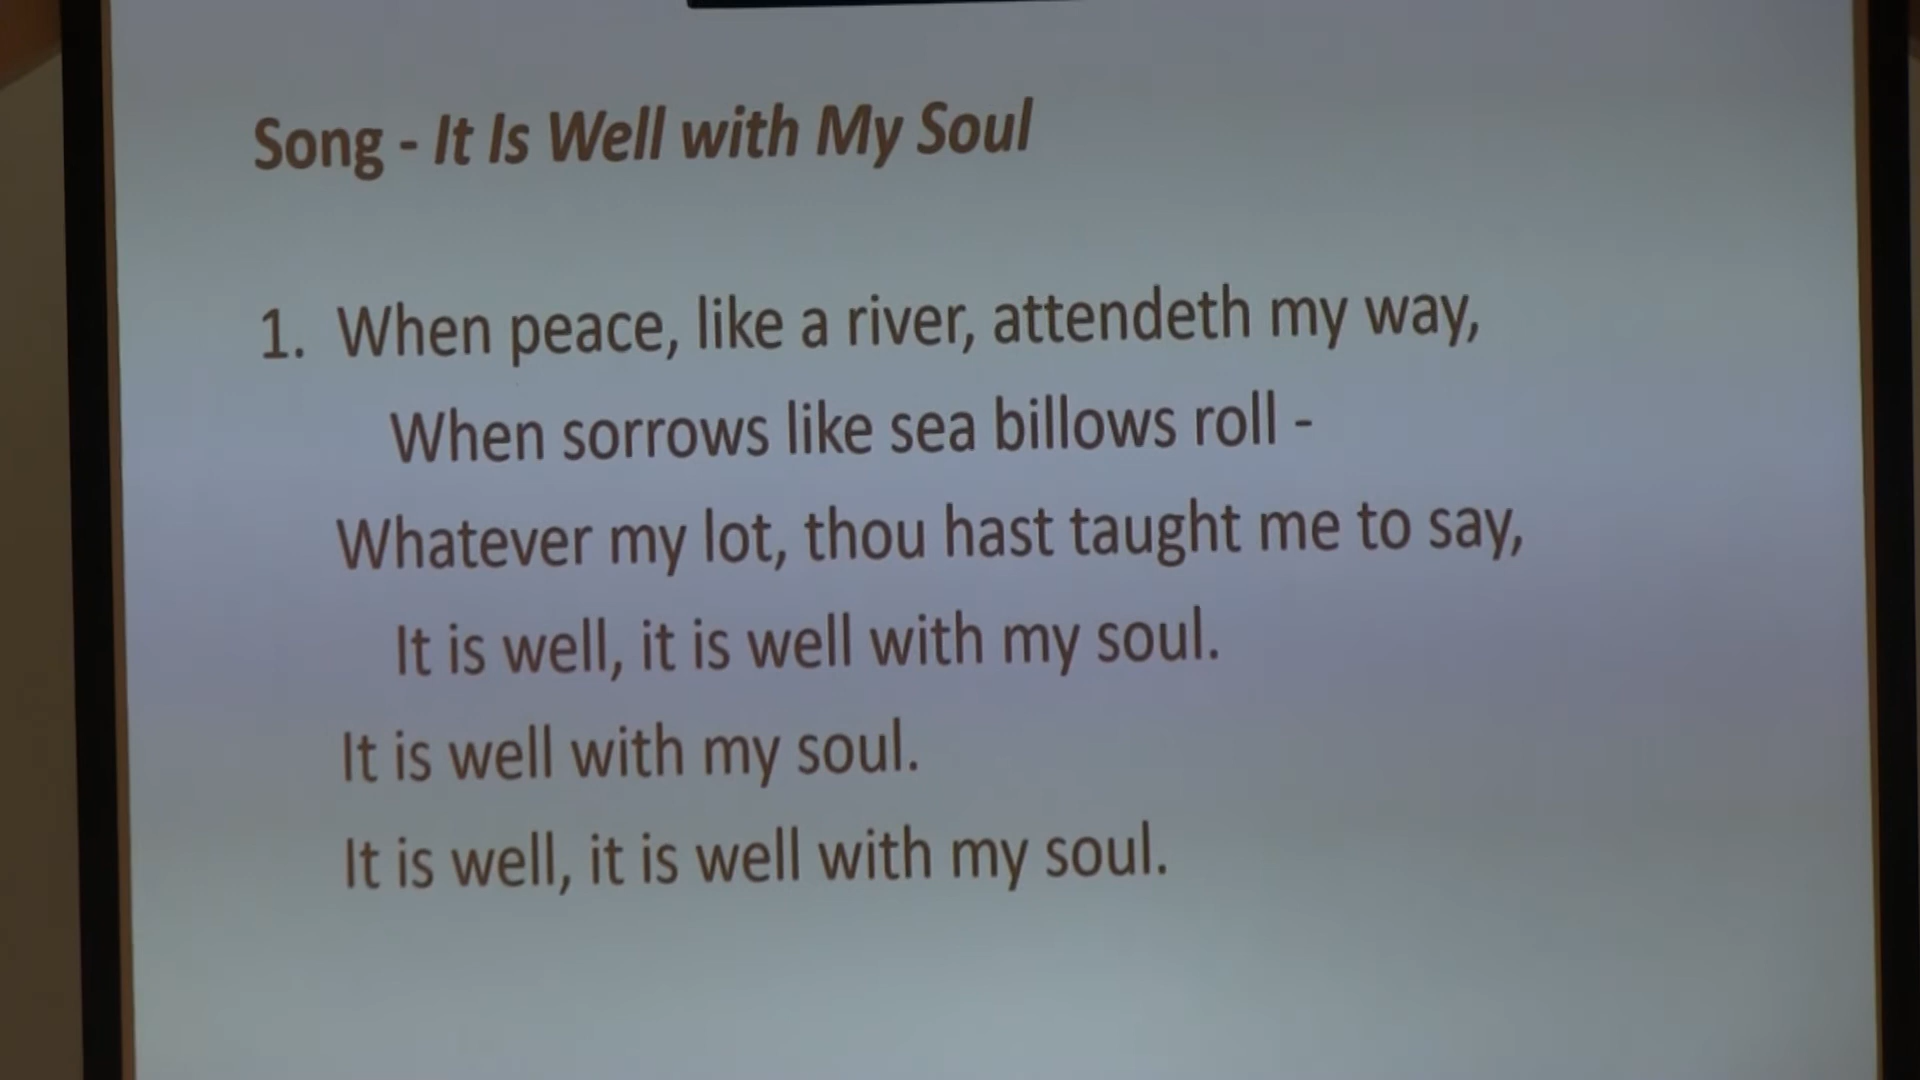 Song - It Is Well with My Soul
1. When peace, like a river, attendeth my way,
When sorrows like sea billows roll -
Whatever my lot, thou hast taught me to say,
It is well, it is well with my soul.
It is well with my soul.
It is well, it is well with my soul.